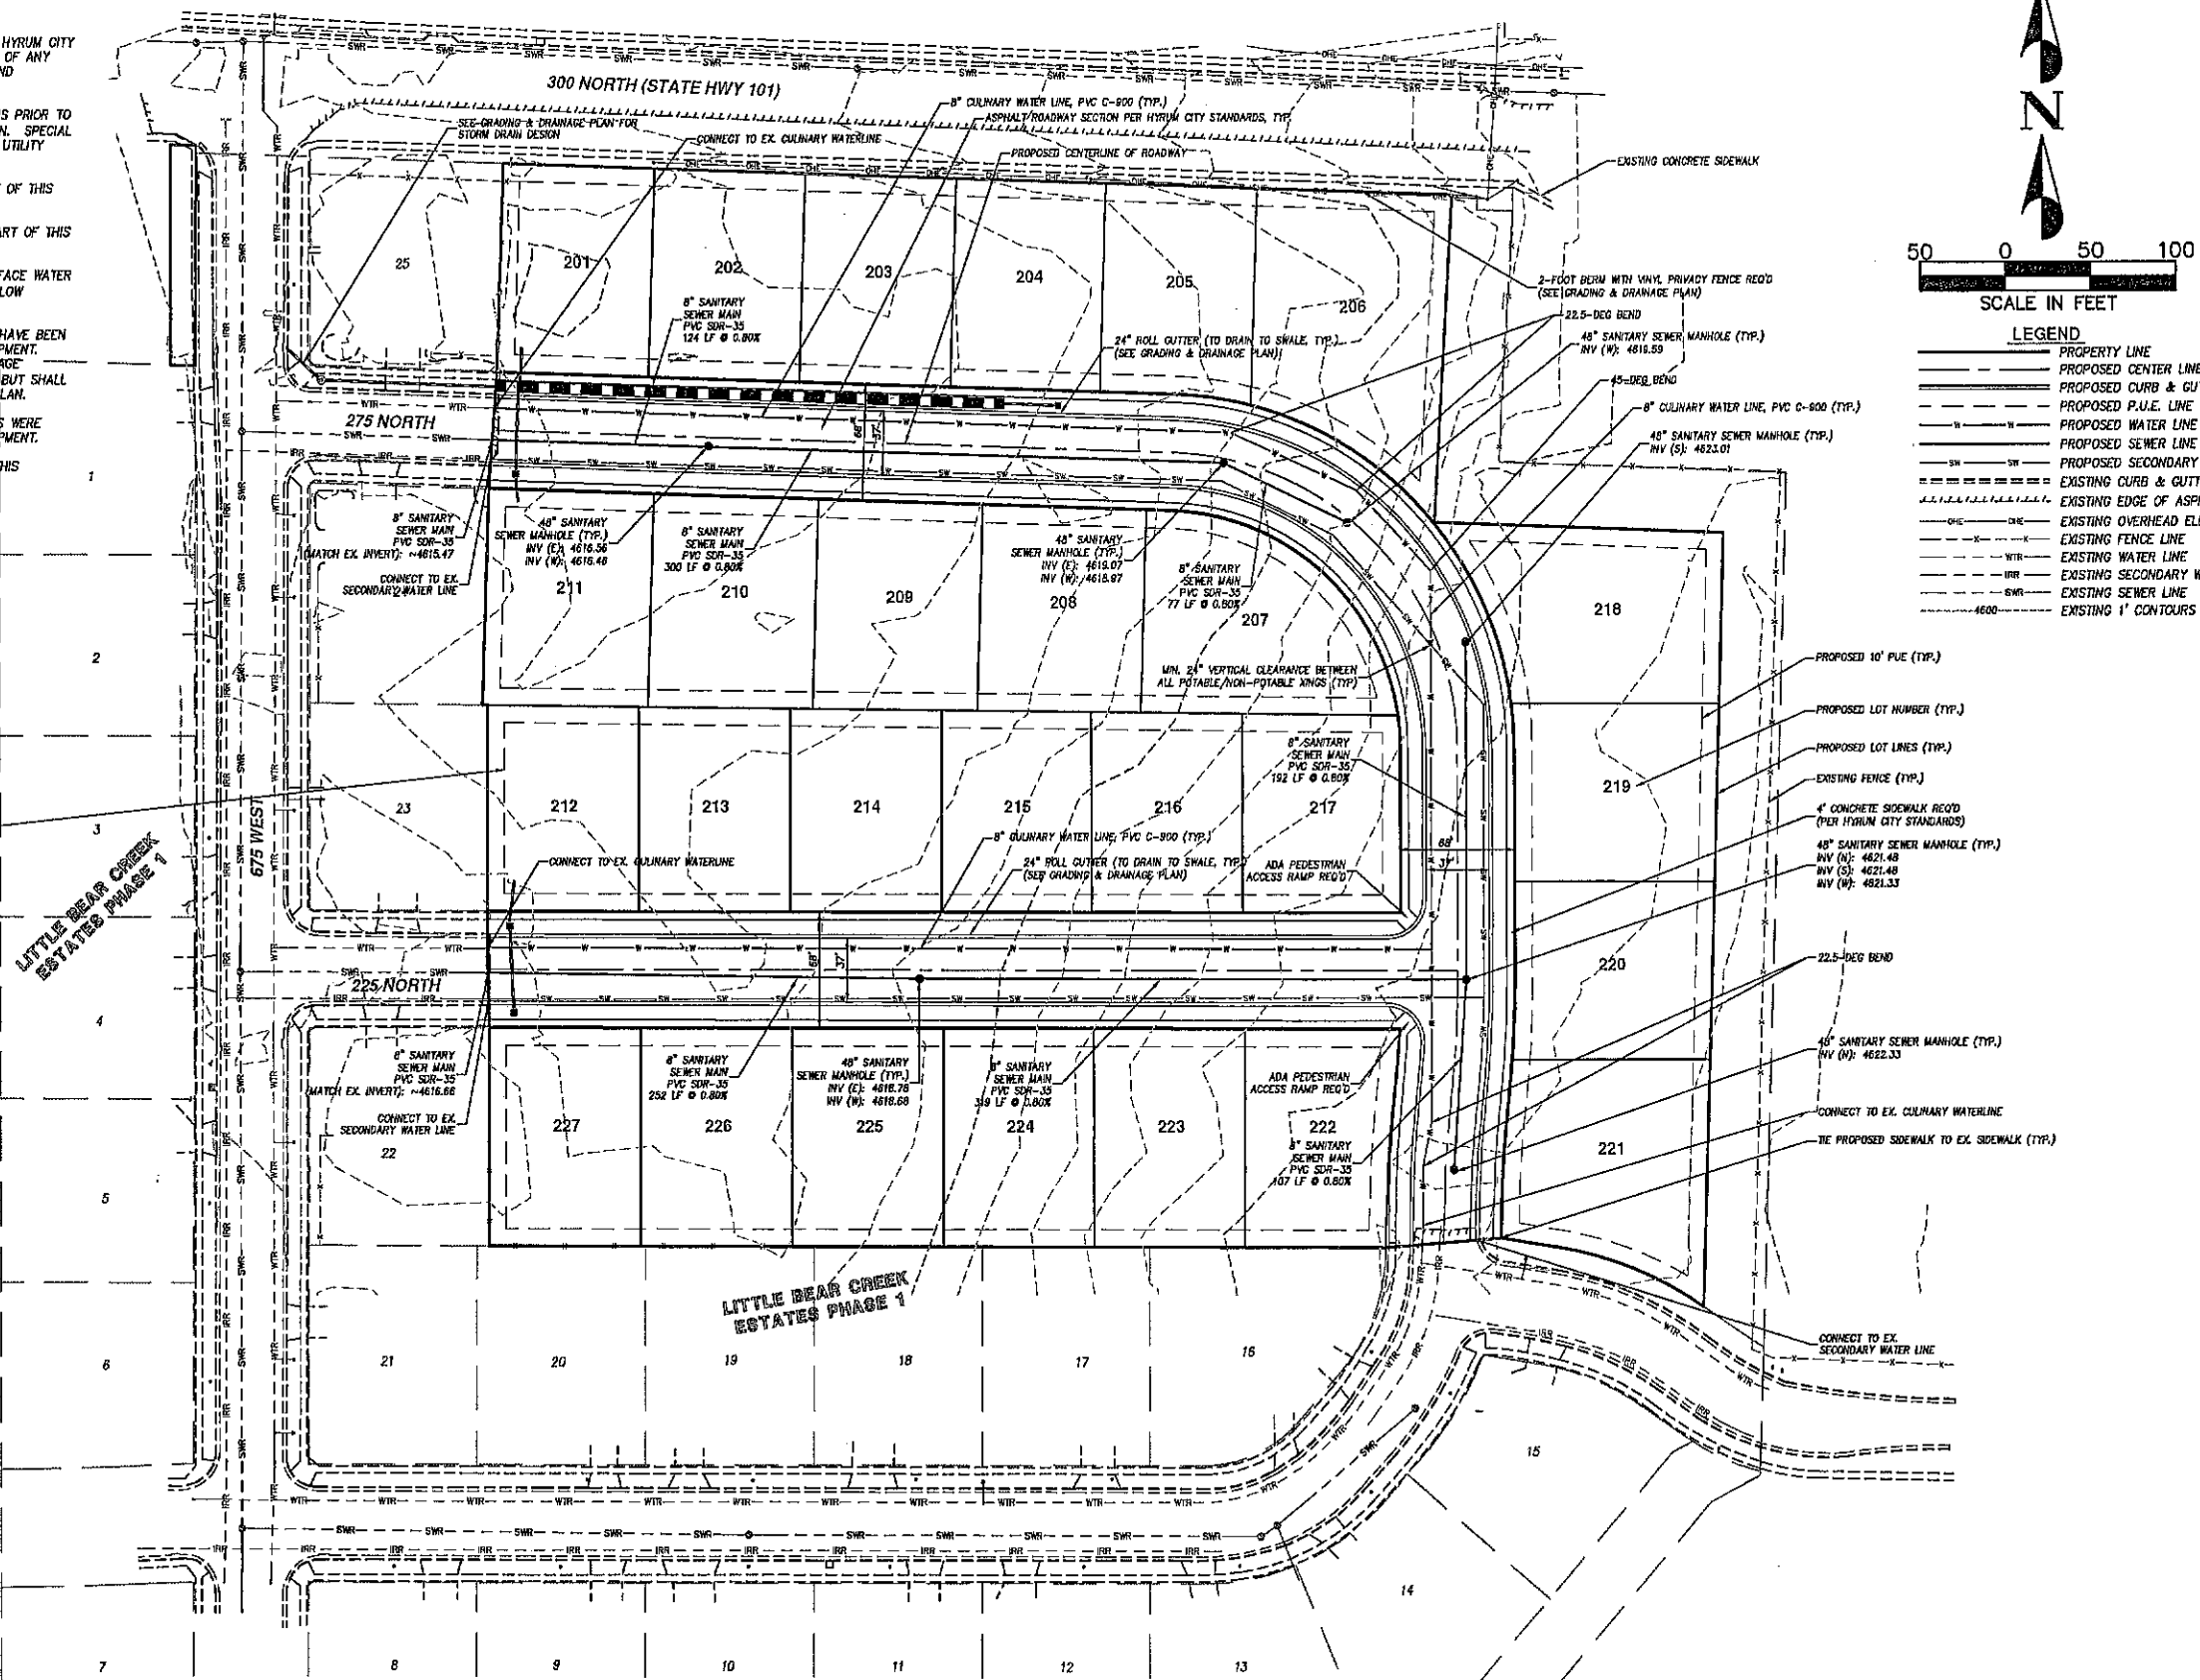 HYRUM CITY
OF ANY
ND
S PRIOR TO
N. SPECIAL
UTILITY
OF THIS
ART OF THIS
FACE WATER
LOW
HAVE BEEN
PMENT.
AGE
BUT SHALL
LAN.
S WERE
PMENT.
HIS
300 NORTH (STATE HWY 101)
SEE GRADING & DRAINAGE PLAN FOR
STORM DRAIN DESIGN
8" CULINARY WATER LINE, PVC C-900 (TYP.)
ASPHALT ROADWAY SECTION PER HYRUM CITY STANDARDS, TYP.
CONNECT TO EX. CULINARY WATERLINE
PROPOSED CENTERLINE OF ROADWAY
EXISTING CONCRETE SIDEWALK
N
50 0 50 100
SCALE IN FEET
LEGEND
PROPERTY LINE
PROPOSED CENTER LINE
PROPOSED CURB & GU
PROPOSED P.U.E. LINE
PROPOSED WATER LINE
PROPOSED SEWER LINE
PROPOSED SECONDARY
EXISTING CURB & GUTT
EXISTING EDGE OF ASP
EXISTING OVERHEAD EL
EXISTING FENCE LINE
EXISTING WATER LINE
EXISTING SECONDARY W
EXISTING SEWER LINE
EXISTING 1' CONTOURS
25
201
202
203
204
205
206
8" SANITARY
SEWER MAIN
PVC SDR-35
124 LF @ 0.80%
24" ROLL GUTTER (TO DRAIN TO SWALE, TYP.)
(SEE GRADING & DRAINAGE PLAN)
2-FOOT BERM WITH VINYL PRIVACY FENCE REQ'D
(SEE GRADING & DRAINAGE PLAN)
22.5-DEG BEND
48" SANITARY SEWER MANHOLE (TYP.)
INV (W): 4619.59
45-DEG BEND
8" CULINARY WATER LINE, PVC C-900 (TYP.)
48" SANITARY SEWER MANHOLE (TYP.)
INV (S): 4623.01
275 NORTH
68'
37'
1
8" SANITARY
SEWER MAIN
PVC SDR-35
(MATCH EX. INVERT): ~4615.47
CONNECT TO EX.
SECONDARY WATER LINE
48" SANITARY
SEWER MANHOLE (TYP.)
INV (E): 4616.56
INV (W): 4616.46
8" SANITARY
SEWER MAIN
PVC SDR-35
300 LF @ 0.80%
48" SANITARY
SEWER MANHOLE (TYP.)
INV (E): 4619.07
INV (W): 4618.97
8" SANITARY
SEWER MAIN
PVC SDR-35
77 LF @ 0.80%
211
210
209
208
207
218
2
MIN. 24" VERTICAL CLEARANCE BETWEEN
ALL POTABLE/NON-POTABLE XINGS (TYP)
PROPOSED 10' PUE (TYP.)
PROPOSED LOT NUMBER (TYP.)
PROPOSED LOT LINES (TYP.)
EXISTING FENCE (TYP.)
4' CONCRETE SIDEWALK REQ'D
(PER HYRUM CITY STANDARDS)
48" SANITARY SEWER MANHOLE (TYP.)
INV (N): 4621.48
INV (S): 4621.48
INV (W): 4621.33
8" SANITARY
SEWER MAIN
PVC SDR-35
192 LF @ 0.80%
219
23
212
213
214
215
216
217
3
675 WEST
LITTLE BEAR CREEK
ESTATES PHASE 1
CONNECT TO EX. CULINARY WATERLINE
8" CULINARY WATER LINE, PVC C-900 (TYP.)
24" ROLL GUTTER (TO DRAIN TO SWALE, TYP.)
(SEE GRADING & DRAINAGE PLAN)
ADA PEDESTRIAN
ACCESS RAMP REQ'D
68'
37'
225 NORTH
68'
37'
220
22.5-DEG BEND
4
8" SANITARY
SEWER MAIN
PVC SDR-35
(MATCH EX. INVERT): ~4616.66
CONNECT TO EX.
SECONDARY WATER LINE
8" SANITARY
SEWER MAIN
PVC SDR-35
252 LF @ 0.80%
48" SANITARY
SEWER MANHOLE (TYP.)
INV (E): 4618.78
INV (W): 4618.68
8" SANITARY
SEWER MAIN
PVC SDR-35
LF @ 0.80%
ADA PEDESTRIAN
ACCESS RAMP REQ'D
48" SANITARY SEWER MANHOLE (TYP.)
INV (N): 4622.33
CONNECT TO EX. CULINARY WATERLINE
TIE PROPOSED SIDEWALK TO EX. SIDEWALK (TYP.)
22
227
226
225
224
223
222
221
8" SANITARY
SEWER MAIN
PVC SDR-35
107 LF @ 0.80%
5
LITTLE BEAR CREEK
ESTATES PHASE 1
CONNECT TO EX.
SECONDARY WATER LINE
6
21
20
19
18
17
16
15
14
7
8
9
10
11
12
13